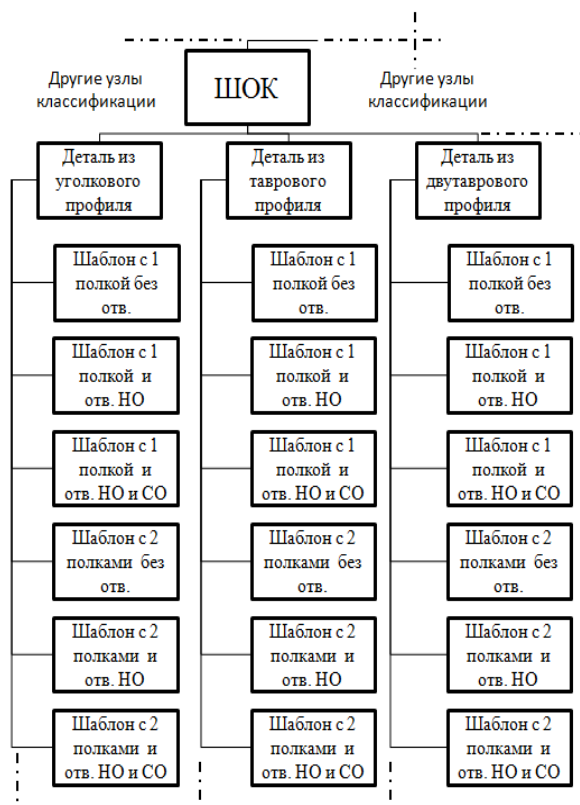 Другие узлы
классификации
ШОК
Другие узлы
классификации
Деталь из
уголкового
профиля
Деталь из
таврового
профиля
Деталь из
двутаврового
профиля
Шаблон с 1
полкой без
отв.
Шаблон с 1
полкой и
отв. НО
Шаблон с 1
полкой и
отв. НО и СО
Шаблон с 2
полками без
отв.
Шаблон с 2
полками и
отв. НО
Шаблон с 2
полками и
отв. НО и СО
Шаблон с 1
полкой без
отв.
Шаблон с 1
полкой и
отв. НО
Шаблон с 1
полкой и
отв. НО и СО
Шаблон с 2
полками без
отв.
Шаблон с 2
полками и
отв. НО
Шаблон с 2
полками и
отв. НО и СО
Шаблон с 1
полкой без
отв.
Шаблон с 1
полкой и
отв. НО
Шаблон с 1
полкой и
отв. НО и СО
Шаблон с 2
полками без
отв.
Шаблон с 2
полками и
отв. НО
Шаблон с 2
полками и
отв. НО и СО